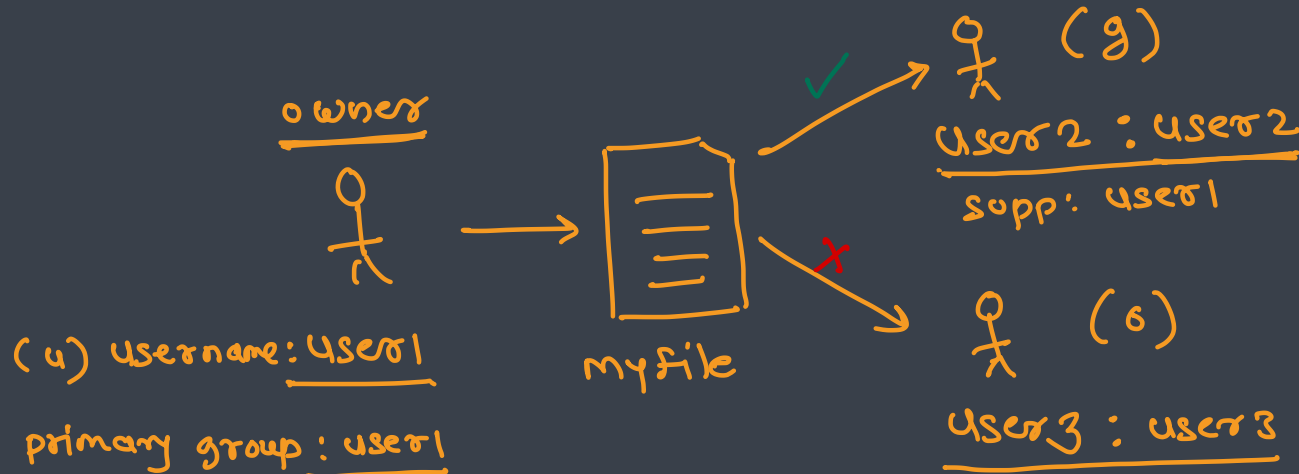 owner
(u) username: user1
primary group: user1
myfile
(g)
user2 : user2
supp: user1
(o)
user3 : user3